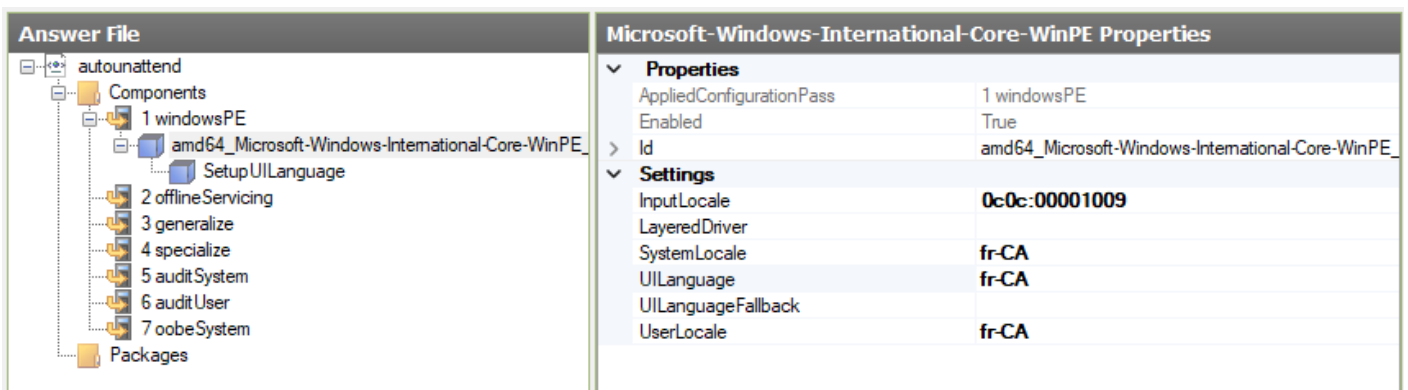 Answer File
autounattend
Components
1 windowsPE
amd64_Microsoft-Windows-International-Core-WinPE_
SetupUILanguage
2 offlineServicing
3 generalize
4 specialize
5 auditSystem
6 auditUser
7 oobeSystem
Packages
Microsoft-Windows-International-Core-WinPE Properties
Properties
AppliedConfigurationPass 1 windowsPE
Enabled True
Id amd64_Microsoft-Windows-International-Core-WinPE_
Settings
InputLocale 0c0c:00001009
LayeredDriver
SystemLocale fr-CA
UILanguage fr-CA
UILanguageFallback
UserLocale fr-CA